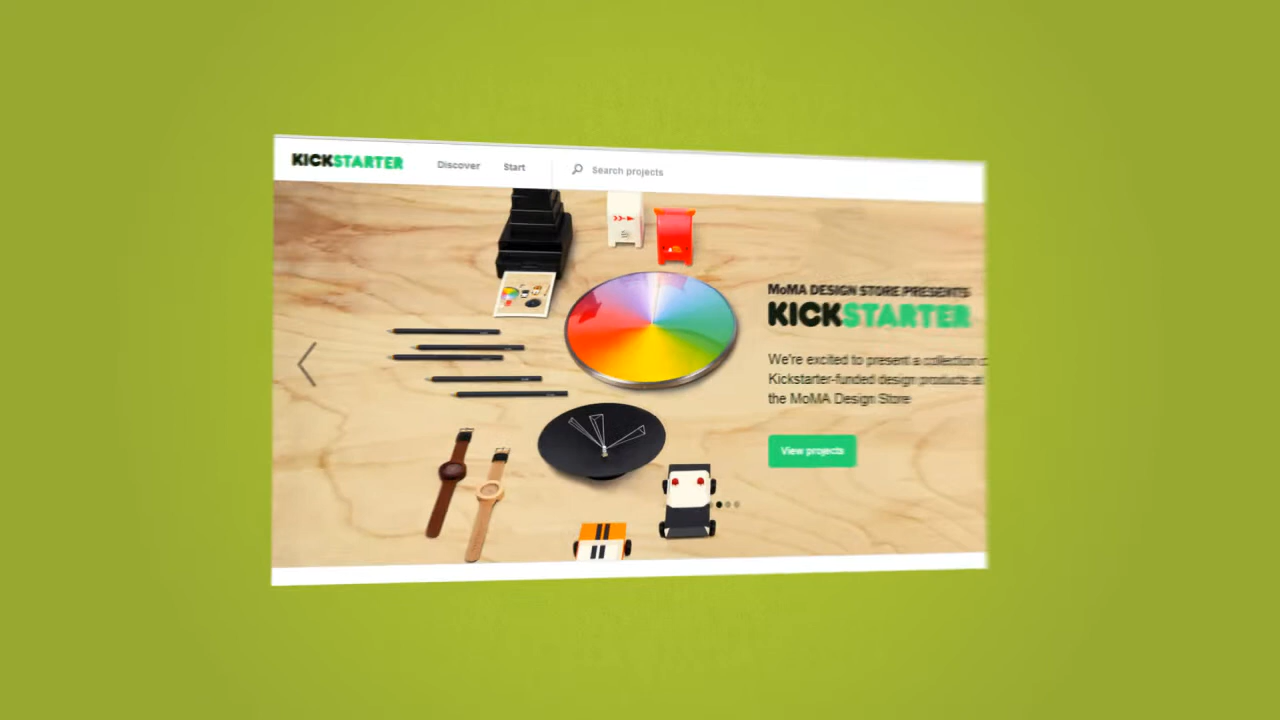 KICKSTARTER
Discover
Start
Search projects
MoMA DESIGN STORE PRESENTS
KICKSTARTER
We're excited to present a collection
Kickstarter-funded design products
the MoMA Design Store
View projects